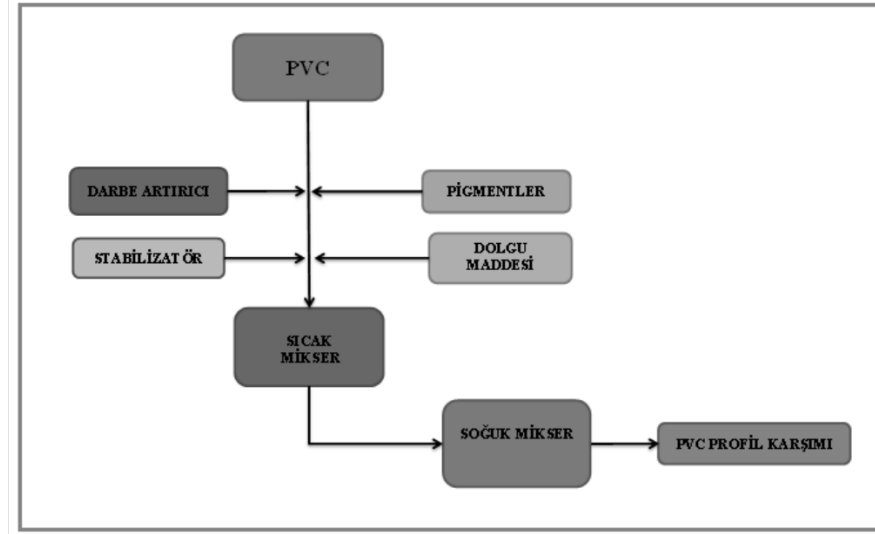 PVC
DARBE ARTIRICI
PİGMENTLER
STABİLİZATÖR
DOLGU
MADDESİ
SICAK
MİKSER
SOĞUK MİKSER
PVC PROFİL KARŞIMI